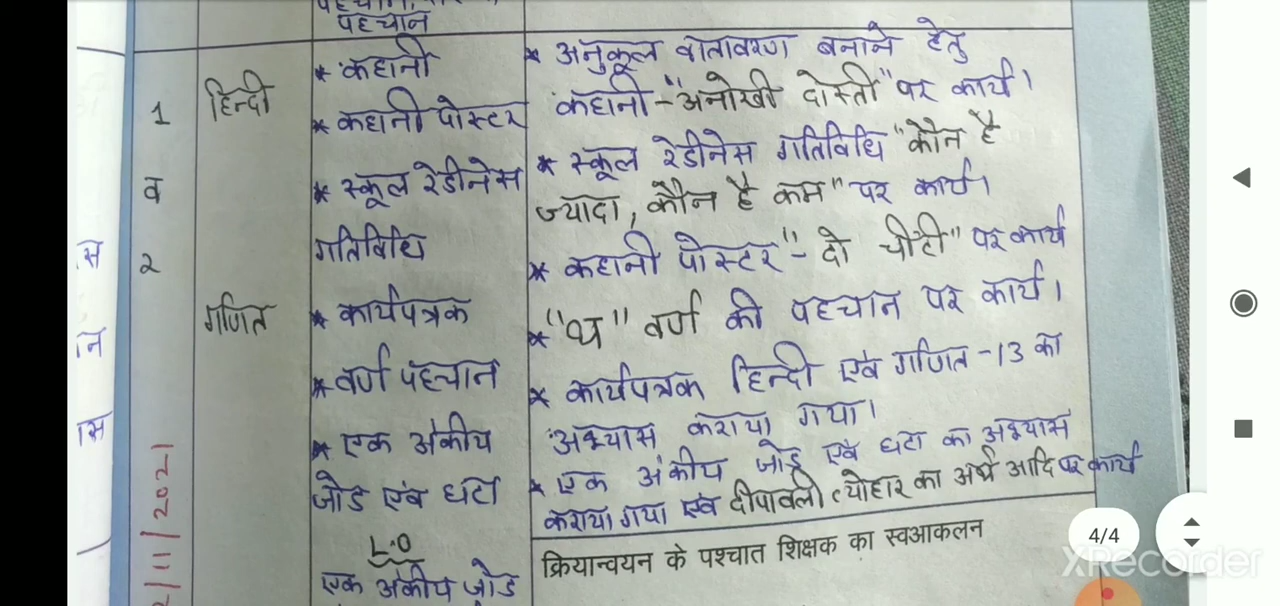 पहचान
* कहानी
* अनुकूल वातावरण बनाने हेतु
1
हिन्दी
* कहानी पोस्टर
कहानी - "अनोखी दोस्ती" पर कार्य।
व
* स्कूल रेडीनेस
* स्कूल रेडीनेस गतिविधि "कौन है
ज्यादा, कौन है कम" पर कार्य।
2
गतिविधि
* कहानी पोस्टर - "दो चींटी" पर कार्य
गणित
* कार्यपत्रक
* "थ" वर्ण की पहचान पर कार्य।
* वर्ण पहचान
* कार्यपत्रक हिन्दी एवं गणित - 13 का
अभ्यास कराया गया।
* एक अंकीय
जोड एवं घटा
* एक अंकीय जोड़ एवं घटा का अभ्यास
कराया गया एवं दीपावली त्योहार का अर्थ आदि पर कार्य
L.O
एक अंकीय जोड
क्रियान्वयन के पश्चात शिक्षक का स्वआकलन
स
न
स
2/11/2021
4/4
XRecorder